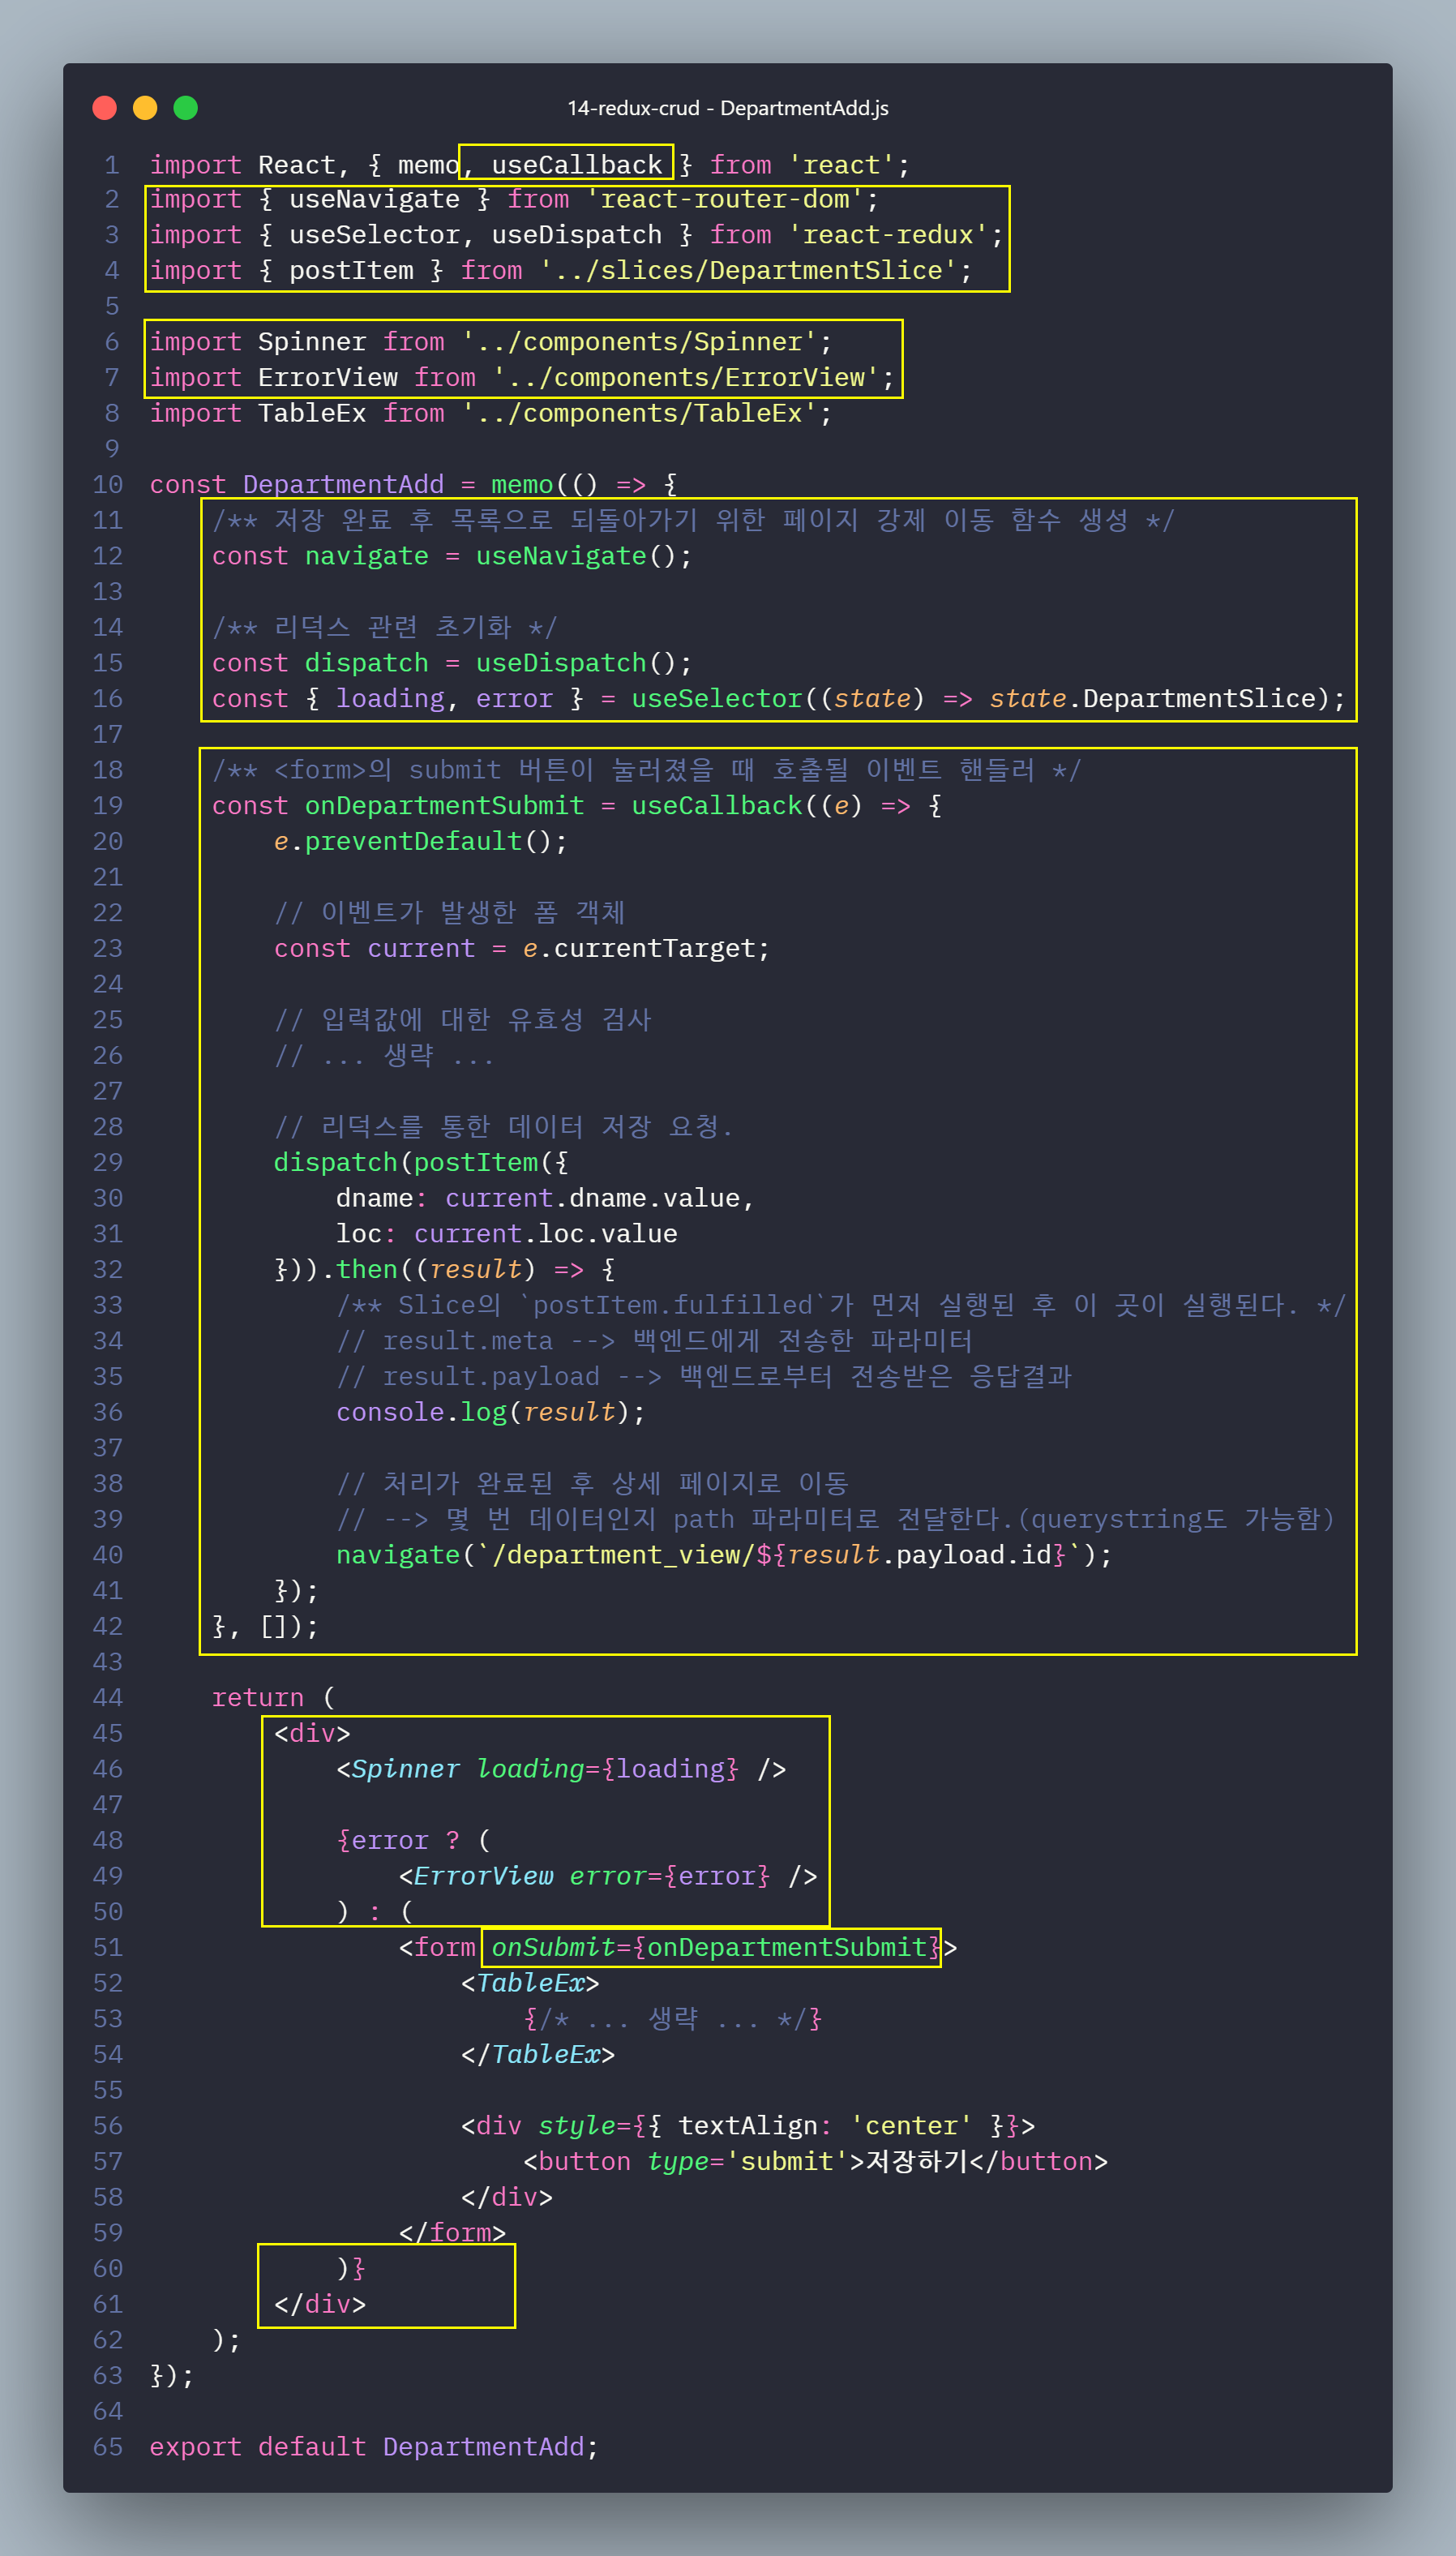 14-redux-crud - DepartmentAdd.js
1 import React, { memo, useCallback } from 'react';
2 import { useNavigate } from 'react-router-dom';
3 import { useSelector, useDispatch } from 'react-redux';
4 import { postItem } from '../slices/DepartmentSlice';
5
6 import Spinner from '../components/Spinner';
7 import ErrorView from '../components/ErrorView';
8 import TableEx from '../components/TableEx';
9
10 const DepartmentAdd = memo(() => {
11     /** 저장 완료 후 목록으로 되돌아가기 위한 페이지 강제 이동 함수 생성 */
12     const navigate = useNavigate();
13
14     /** 리덕스 관련 초기화 */
15     const dispatch = useDispatch();
16     const { loading, error } = useSelector((state) => state.DepartmentSlice);
17
18     /** <form>의 submit 버튼이 눌러졌을 때 호출될 이벤트 핸들러 */
19     const onDepartmentSubmit = useCallback((e) => {
20         e.preventDefault();
21
22         // 이벤트가 발생한 폼 객체
23         const current = e.currentTarget;
24
25         // 입력값에 대한 유효성 검사
26         // ... 생략 ...
27
28         // 리덕스를 통한 데이터 저장 요청.
29         dispatch(postItem({
30             dname: current.dname.value,
31             loc: current.loc.value
32         })).then((result) => {
33             /** Slice의 `postItem.fulfilled`가 먼저 실행된 후 이 곳이 실행된다. */
34             // result.meta --> 백엔드에게 전송한 파라미터
35             // result.payload --> 백엔드로부터 전송받은 응답결과
36             console.log(result);
37
38             // 처리가 완료된 후 상세 페이지로 이동
39             // --> 몇 번 데이터인지 path 파라미터로 전달한다.(querystring도 가능함)
40             navigate(`/department_view/${result.payload.id}`);
41         });
42     }, []);
43
44     return (
45         <div>
46             <Spinner loading={loading} />
47
48             {error ? (
49                 <ErrorView error={error} />
50             ) : (
51                 <form onSubmit={onDepartmentSubmit}>
52                     <TableEx>
53                         {/* ... 생략 ... */}
54                     </TableEx>
55
56                     <div style={{ textAlign: 'center' }}>
57                         <button type='submit'>저장하기</button>
58                     </div>
59                 </form>
60             )}
61         </div>
62     );
63 });
64
65 export default DepartmentAdd;